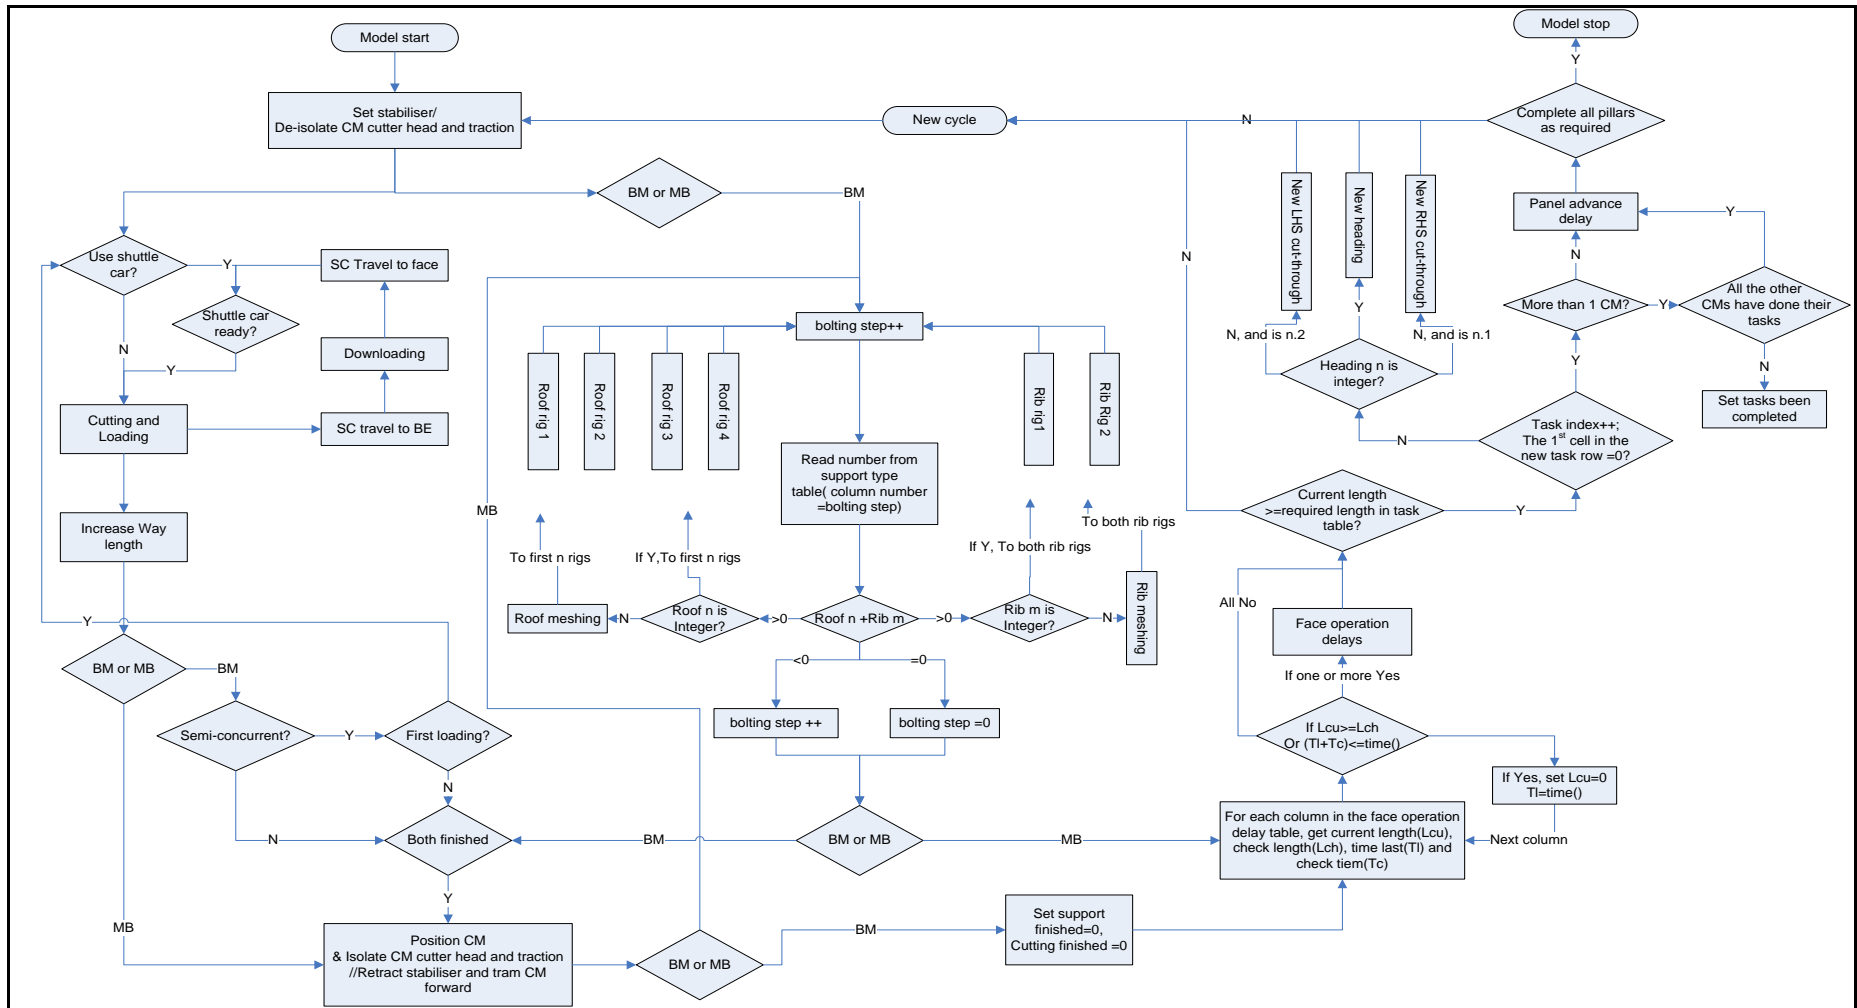 Model start
Set stabiliser/
De-isolate CM cutter head and traction
New cycle
Model stop
Y
Complete all pillars
as required
N
BM or MB
BM
Use shuttle
car?
Y
SC Travel to face
Shuttle car
ready?
N
Y
Downloading
Cutting and
Loading
SC travel to BE
Increase Way
length
Y
BM or MB
BM
Semi-concurrent?
Y
First loading?
N
N
Both finished
Y
MB
Position CM
& Isolate CM cutter head and traction
//Retract stabiliser and tram CM
forward
BM or MB
BM
MB
bolting step++
Roof rig 1
Roof rig 2
Roof rig 3
Roof rig 4
Rib rig1
Rib Rig 2
Read number from
support type
table( column number
=bolting step)
To first n rigs
If Y,To first n rigs
If Y, To both rib rigs
To both rib rigs
Roof meshing
N
Roof n is
Integer?
>0
Roof n +Rib m
>0
Rib m is
Integer?
N
Rib meshing
<0
=0
bolting step ++
bolting step =0
BM
BM or MB
MB
Set support
finished=0,
Cutting finished =0
For each column in the face operation
delay table, get current length(Lcu),
check length(Lch), time last(Tl) and
check tiem(Tc)
Next column
If Yes, set Lcu=0
Tl=time()
If Lcu>=Lch
Or (Tl+Tc)<=time()
If one or more Yes
Face operation
delays
All No
Current length
>=required length in task
table?
N
Y
Task index++;
The 1st cell in the
new task row =0?
N
Y
Heading n is
integer?
N, and is n.2
Y
N, and is n.1
New LHS cut-through
New heading
New RHS cut-through
More than 1 CM?
N
Y
All the other
CMs have done their
tasks
Y
N
Set tasks been
completed
Panel advance
delay